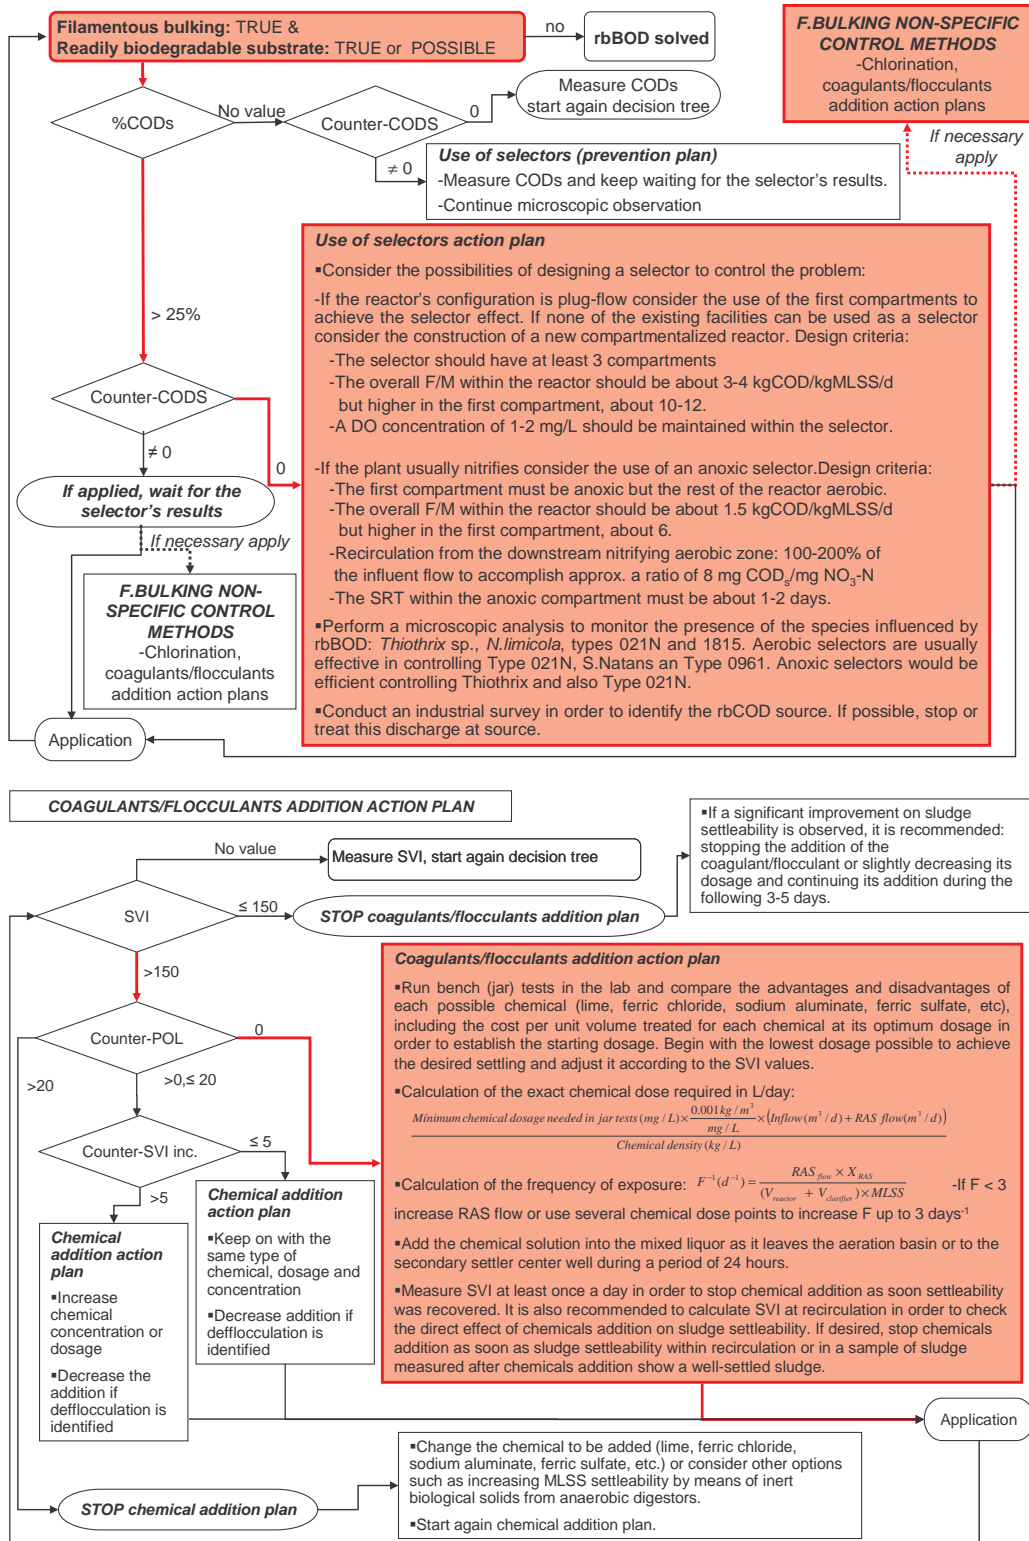 Filamentous bulking: TRUE &
Readily biodegradable substrate: TRUE or POSSIBLE
no
rbBOD solved
F.BULKING NON-SPECIFIC
CONTROL METHODS
-Chlorination,
coagulants/flocculants
addition action plans
If necessary
apply
%CODs
No value
Counter-CODS
0
Measure CODs
start again decision tree
≠ 0
Use of selectors (prevention plan)
-Measure CODs and keep waiting for the selector's results.
-Continue microscopic observation
> 25%
Counter-CODS
≠ 0
0
If applied, wait for the
selector's results
If necessary apply
F.BULKING NON-
SPECIFIC CONTROL
METHODS
-Chlorination,
coagulants/flocculants
addition action plans
Application
Use of selectors action plan
▪Consider the possibilities of designing a selector to control the problem:
-If the reactor's configuration is plug-flow consider the use of the first compartments to
achieve the selector effect. If none of the existing facilities can be used as a selector
consider the construction of a new compartmentalized reactor. Design criteria:
-The selector should have at least 3 compartments
-The overall F/M within the reactor should be about 3-4 kgCOD/kgMLSS/d
but higher in the first compartment, about 10-12.
-A DO concentration of 1-2 mg/L should be maintained within the selector.
-If the plant usually nitrifies consider the use of an anoxic selector.Design criteria:
-The first compartment must be anoxic but the rest of the reactor aerobic.
-The overall F/M within the reactor should be about 1.5 kgCOD/kgMLSS/d
but higher in the first compartment, about 6.
-Recirculation from the downstream nitrifying aerobic zone: 100-200% of
the influent flow to accomplish approx. a ratio of 8 mg CODs/mg NO3-N
-The SRT within the anoxic compartment must be about 1-2 days.
▪Perform a microscopic analysis to monitor the presence of the species influenced by
rbBOD: Thiothrix sp., N.limicola, types 021N and 1815. Aerobic selectors are usually
effective in controlling Type 021N, S.Natans an Type 0961. Anoxic selectors would be
efficient controlling Thiothrix and also Type 021N.
▪Conduct an industrial survey in order to identify the rbCOD source. If possible, stop or
treat this discharge at source.
COAGULANTS/FLOCCULANTS ADDITION ACTION PLAN
No value
Measure SVI, start again decision tree
▪If a significant improvement on sludge
settleability is observed, it is recommended:
stopping the addition of the
coagulant/flocculant or slightly decreasing its
dosage and continuing its addition during the
following 3-5 days.
SVI
≤ 150
STOP coagulants/flocculants addition plan
>150
Counter-POL
0
>20
>0,≤ 20
Counter-SVI inc.
≤ 5
>5
Chemical
addition action
plan
▪Increase
chemical
concentration or
dosage
▪Decrease the
addition if
defflocculation is
identified
Chemical addition
action plan
▪Keep on with the
same type of
chemical, dosage and
concentration
▪Decrease addition if
defflocculation is
identified
Coagulants/flocculants addition action plan
▪Run bench (jar) tests in the lab and compare the advantages and disadvantages of
each possible chemical (lime, ferric chloride, sodium aluminate, ferric sulfate, etc),
including the cost per unit volume treated for each chemical at its optimum dosage in
order to establish the starting dosage. Begin with the lowest dosage possible to achieve
the desired settling and adjust it according to the SVI values.
▪Calculation of the exact chemical dose required in L/day:
Minimum chemical dosage needed in jar tests (mg / L) × 0.001kg / m³ / mg / L × (Inflow(m³ / d) + RAS flow(m³ / d))
Chemical density (kg / L)
▪Calculation of the frequency of exposure: F⁻¹(d⁻¹) = RAS flow × X RAS / (V reactor + V clarifier) × MLSS -If F < 3
increase RAS flow or use several chemical dose points to increase F up to 3 days⁻¹
▪Add the chemical solution into the mixed liquor as it leaves the aeration basin or to the
secondary settler center well during a period of 24 hours.
▪Measure SVI at least once a day in order to stop chemical addition as soon settleability
was recovered. It is also recommended to calculate SVI at recirculation in order to check
the direct effect of chemicals addition on sludge settleability. If desired, stop chemicals
addition as soon as sludge settleability within recirculation or in a sample of sludge
measured after chemicals addition show a well-settled sludge.
Application
STOP chemical addition plan
▪Change the chemical to be added (lime, ferric chloride,
sodium aluminate, ferric sulfate, etc.) or consider other options
such as increasing MLSS settleability by means of inert
biological solids from anaerobic digestors.
▪Start again chemical addition plan.